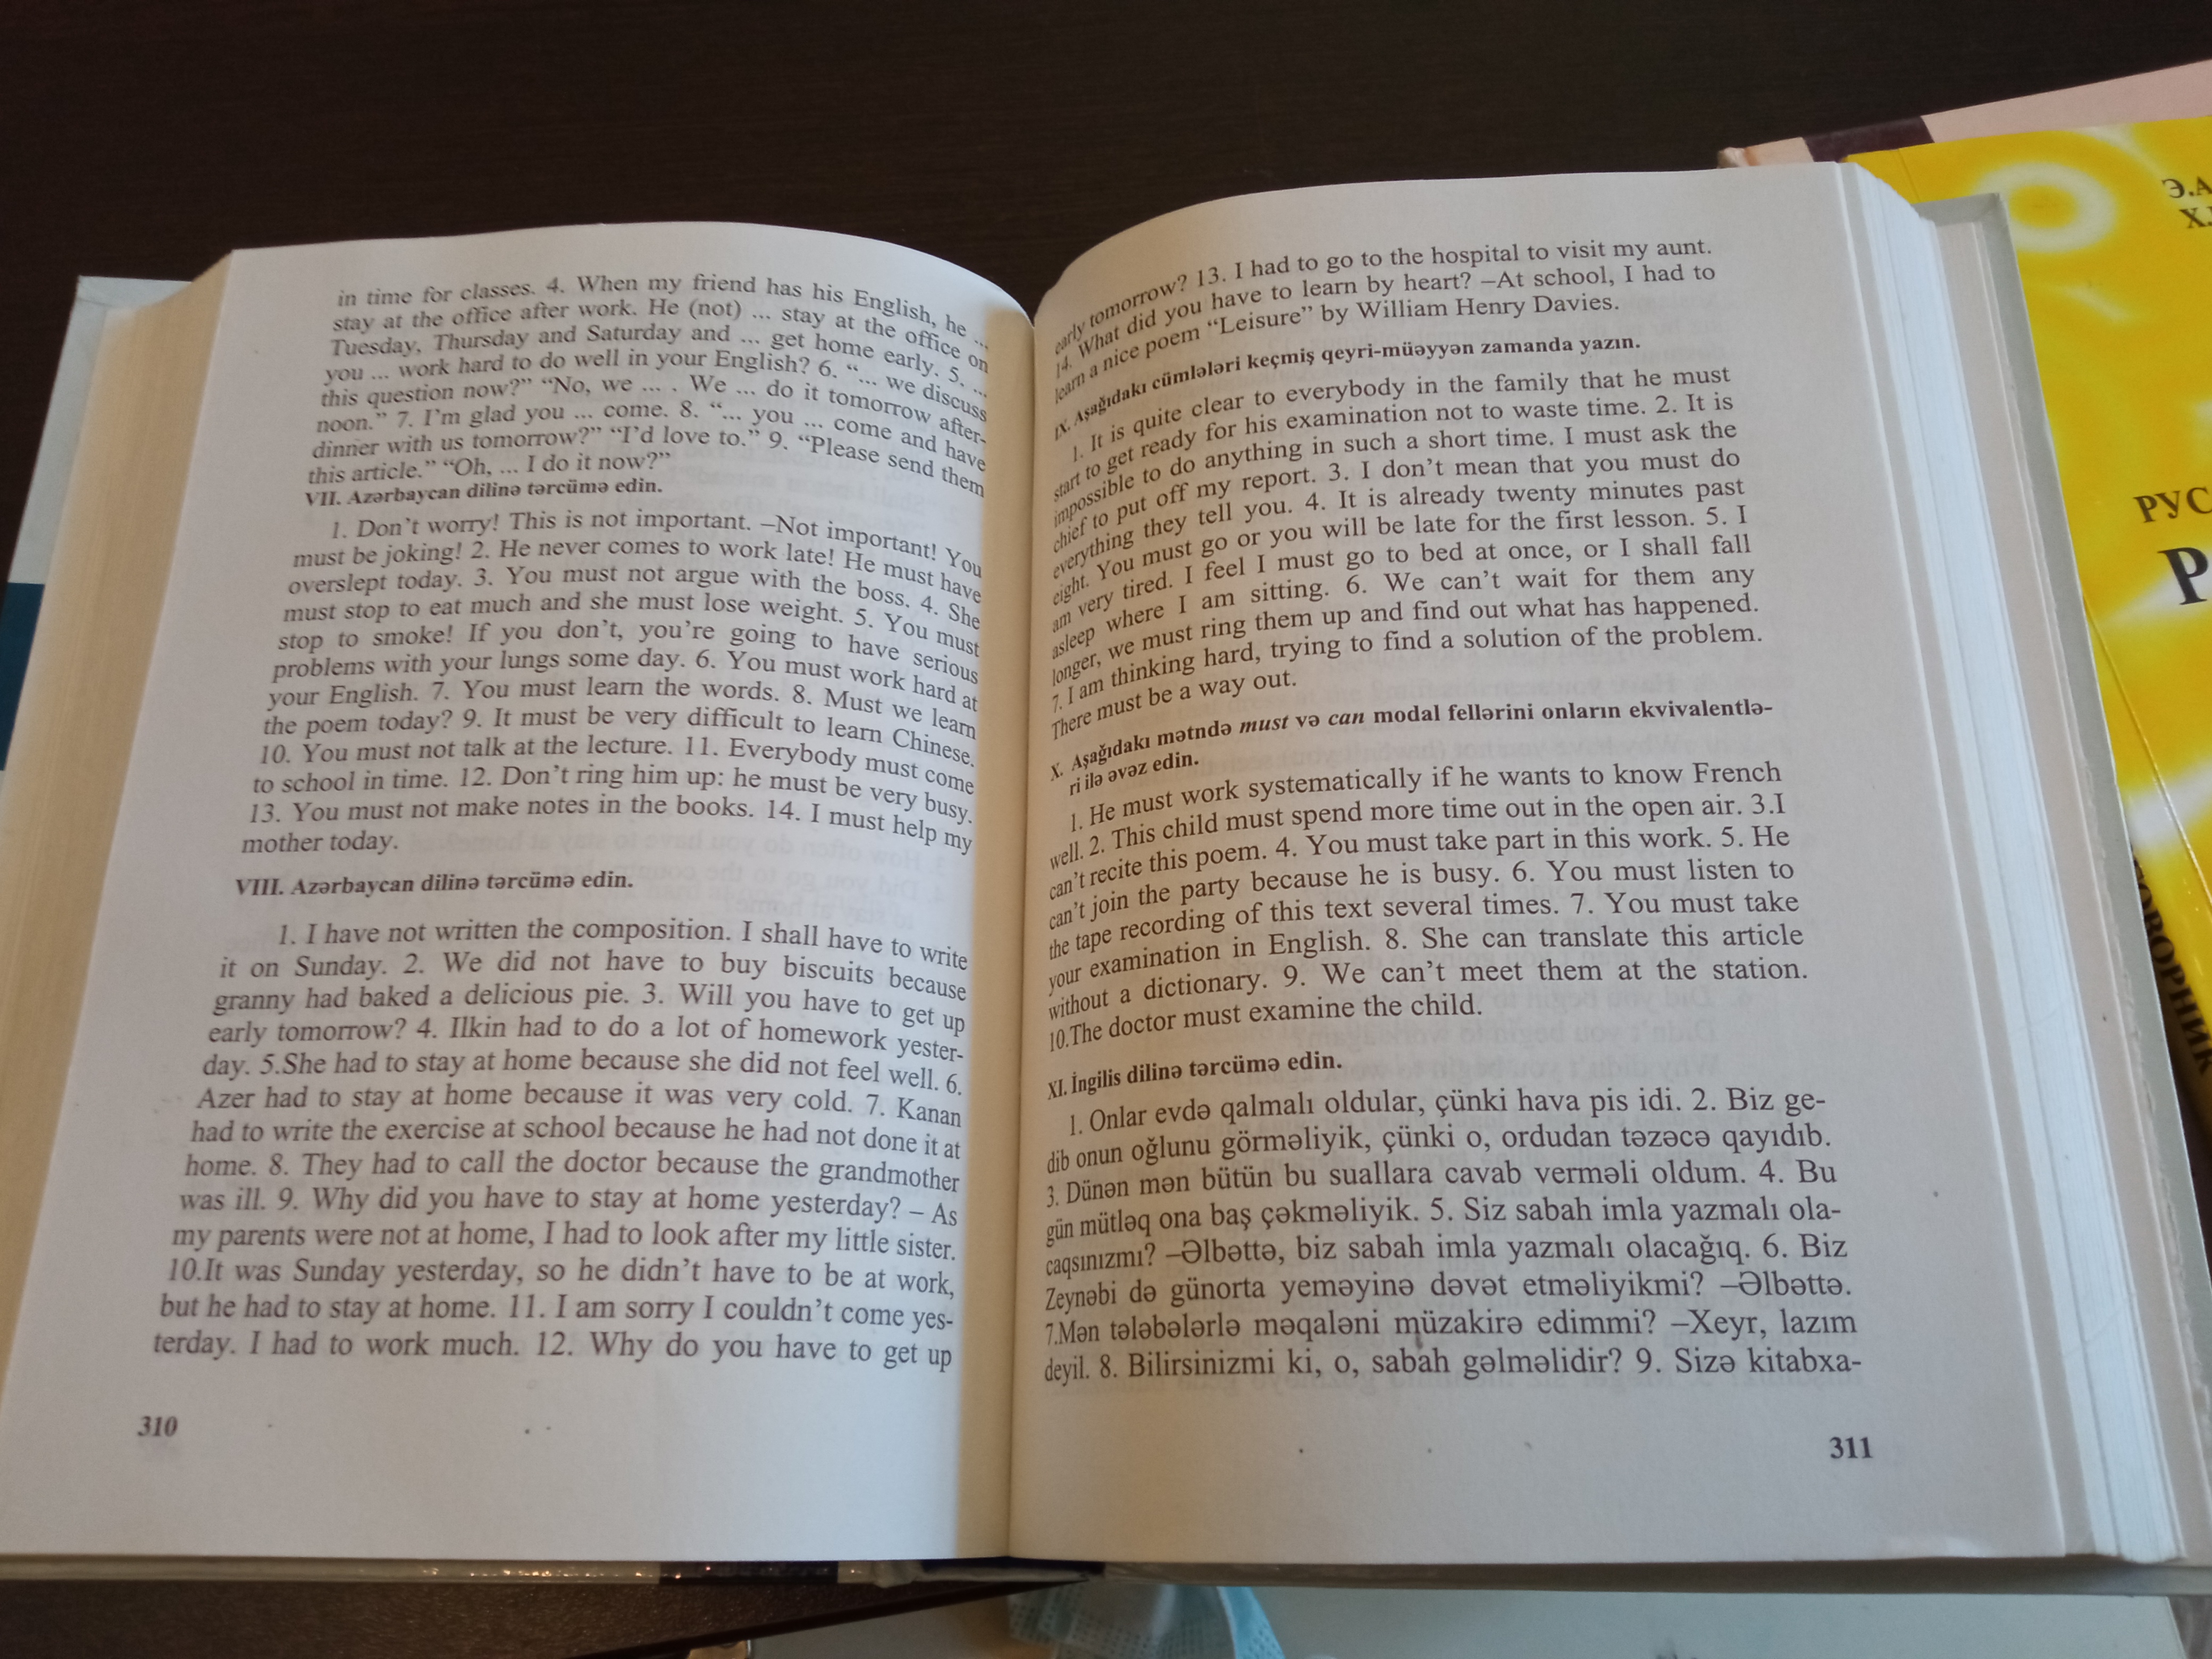 in time for classes. 4. When my friend has his English, he ...
stay at the office after work. He (not) ... stay at the office on
Tuesday, Thursday and Saturday and ... get home early. 5. ...
you ... work hard to do well in your English? 6. “... we discuss
this question now?” “No, we ... . We ... do it tomorrow after-
noon.” 7. I’m glad you ... come. 8. “... you ... come and have
dinner with us tomorrow?” “I’d love to.” 9. “Please send them
this article.” “Oh, ... I do it now?”
VII. Azərbaycan dilinə tərcümə edin.
1. Don’t worry! This is not important. –Not important! You
must be joking! 2. He never comes to work late! He must have
overslept today. 3. You must not argue with the boss. 4. She
must stop to eat much and she must lose weight. 5. You must
stop to smoke! If you don’t, you’re going to have serious
problems with your lungs some day. 6. You must work hard at
your English. 7. You must learn the words. 8. Must we learn
the poem today? 9. It must be very difficult to learn Chinese.
10. You must not talk at the lecture. 11. Everybody must come
to school in time. 12. Don’t ring him up: he must be very busy.
13. You must not make notes in the books. 14. I must help my
mother today.
VIII. Azərbaycan dilinə tərcümə edin.
1. I have not written the composition. I shall have to write
it on Sunday. 2. We did not have to buy biscuits because
granny had baked a delicious pie. 3. Will you have to get up
early tomorrow? 4. Ilkin had to do a lot of homework yester-
day. 5.She had to stay at home because she did not feel well. 6.
Azer had to stay at home because it was very cold. 7. Kanan
had to write the exercise at school because he had not done it at
home. 8. They had to call the doctor because the grandmother
was ill. 9. Why did you have to stay at home yesterday? – As
my parents were not at home, I had to look after my little sister.
10.It was Sunday yesterday, so he didn’t have to be at work,
but he had to stay at home. 11. I am sorry I couldn’t come yes-
terday. I had to work much. 12. Why do you have to get up
310
early tomorrow? 13. I had to go to the hospital to visit my aunt.
14. What did you have to learn by heart? –At school, I had to
learn a nice poem “Leisure” by William Henry Davies.
IX. Aşağıdakı cümlələri keçmiş qeyri-müəyyən zamanda yazın.
1. It is quite clear to everybody in the family that he must
start to get ready for his examination not to waste time. 2. It is
impossible to do anything in such a short time. I must ask the
chief to put off my report. 3. I don’t mean that you must do
everything they tell you. 4. It is already twenty minutes past
eight. You must go or you will be late for the first lesson. 5. I
am very tired. I feel I must go to bed at once, or I shall fall
asleep where I am sitting. 6. We can’t wait for them any
longer, we must ring them up and find out what has happened.
7. I am thinking hard, trying to find a solution of the problem.
There must be a way out.
X. Aşağıdakı mətndə must və can modal fellərini onların ekvivalentlə-
ri ilə əvəz edin.
1. He must work systematically if he wants to know French
well. 2. This child must spend more time out in the open air. 3.I
can’t recite this poem. 4. You must take part in this work. 5. He
can’t join the party because he is busy. 6. You must listen to
the tape recording of this text several times. 7. You must take
your examination in English. 8. She can translate this article
without a dictionary. 9. We can’t meet them at the station.
10.The doctor must examine the child.
XI. İngilis dilinə tərcümə edin.
1. Onlar evdə qalmalı oldular, çünki hava pis idi. 2. Biz ge-
dib onun oğlunu görməliyik, çünki o, ordudan təzəcə qayıdıb.
3. Dünən mən bütün bu suallara cavab verməli oldum. 4. Bu
gün mütləq ona baş çəkməliyik. 5. Siz sabah imla yazmalı ola-
caqsınızmı? –Əlbəttə, biz sabah imla yazmalı olacağıq. 6. Biz
Zeynəbi də günorta yeməyinə dəvət etməliyikmi? –Əlbəttə.
7.Mən tələbələrlə məqaləni müzakirə edimmi? –Xeyr, lazım
deyil. 8. Bilirsinizmi ki, o, sabah gəlməlidir? 9. Sizə kitabxa-
311
Э.А
Х.
РУС
Р
ГОВОРНИК